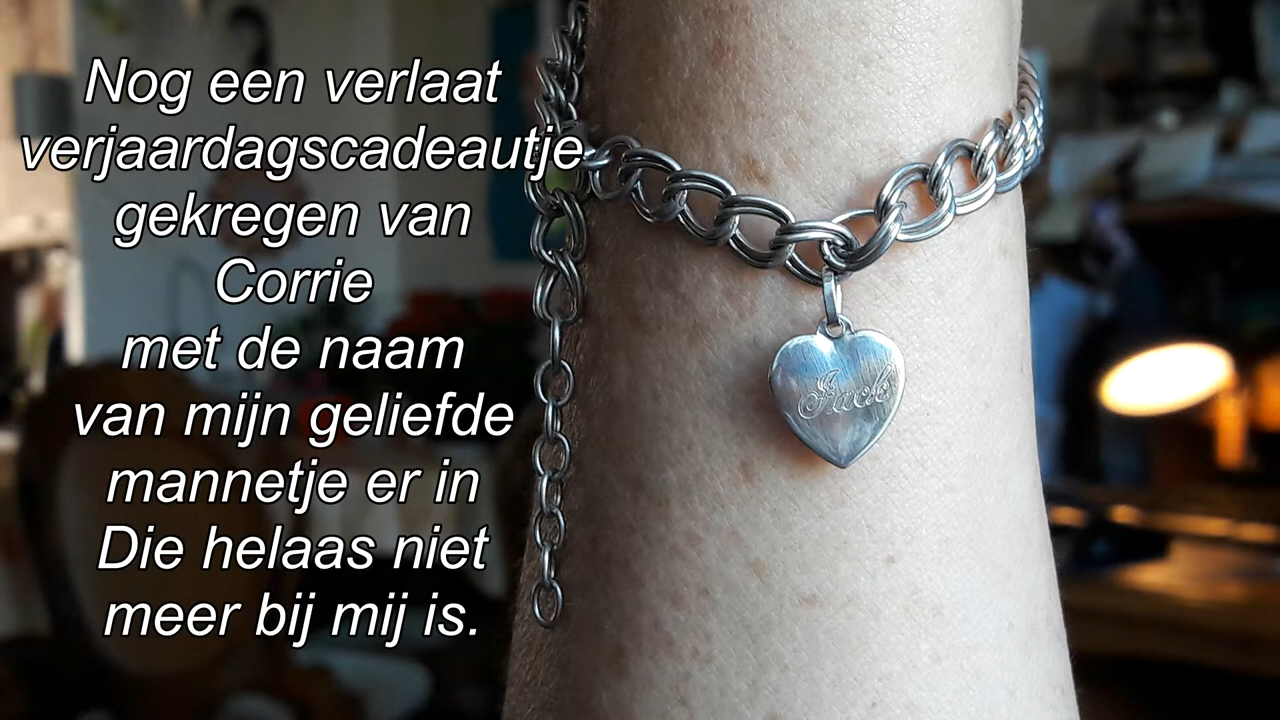 Nog een verlaat
verjaardagscadeautje
gekregen van
Corrie
met de naam
van mijn geliefde
mannetje er in
Die helaas niet
meer bij mij is.
Jack